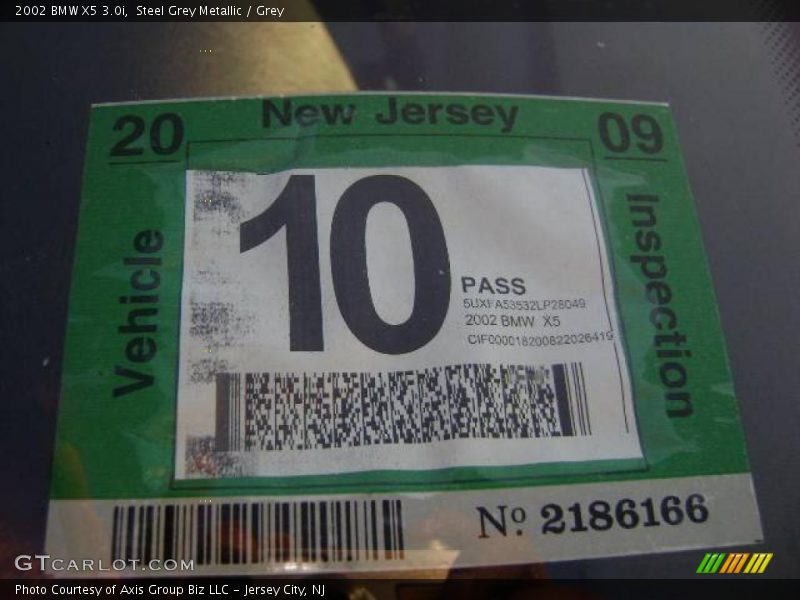 2002 BMW X5 3.0i, Steel Grey Metallic / Grey
20 New Jersey 09
Vehicle
10
Inspection
PASS
5UXFA53532LP28049
2002 BMW X5
CIF000018200822026419
Nº. 2186166
GTCARLOT.COM
Photo Courtesy of Axis Group Biz LLC - Jersey City, NJ